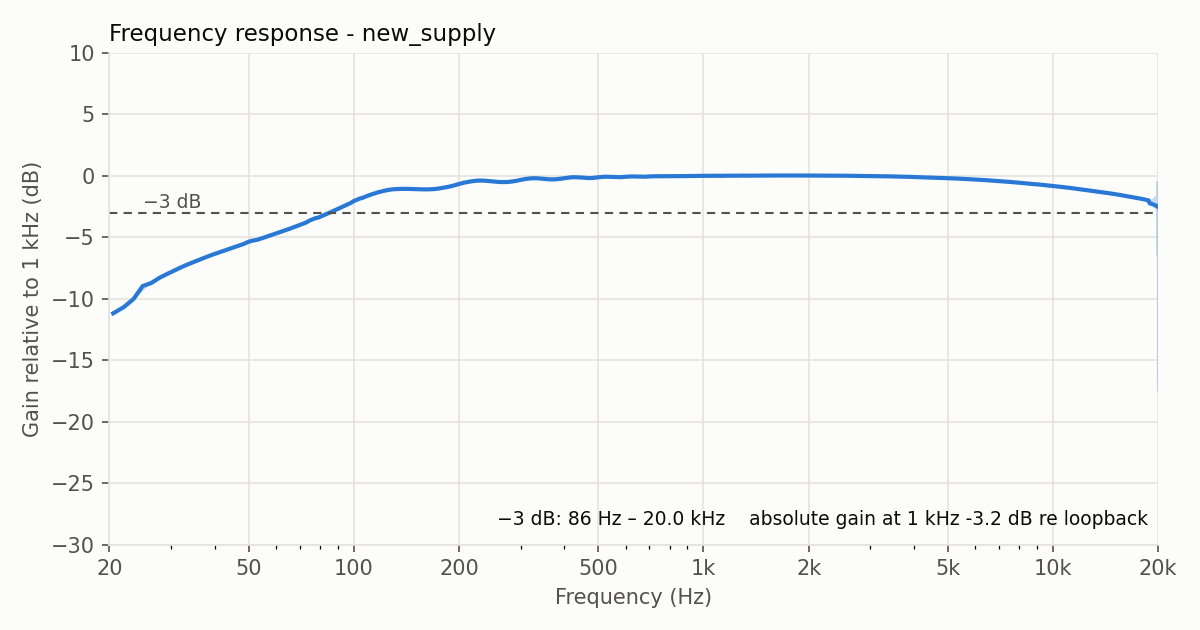 Frequency response - new_supply
10
5
0
−5
−10
−15
−20
−25
−30
Gain relative to 1 kHz (dB)
−3 dB
−3 dB: 86 Hz – 20.0 kHz    absolute gain at 1 kHz -3.2 dB re loopback
20 50 100 200 500 1k 2k 5k 10k 20k
Frequency (Hz)